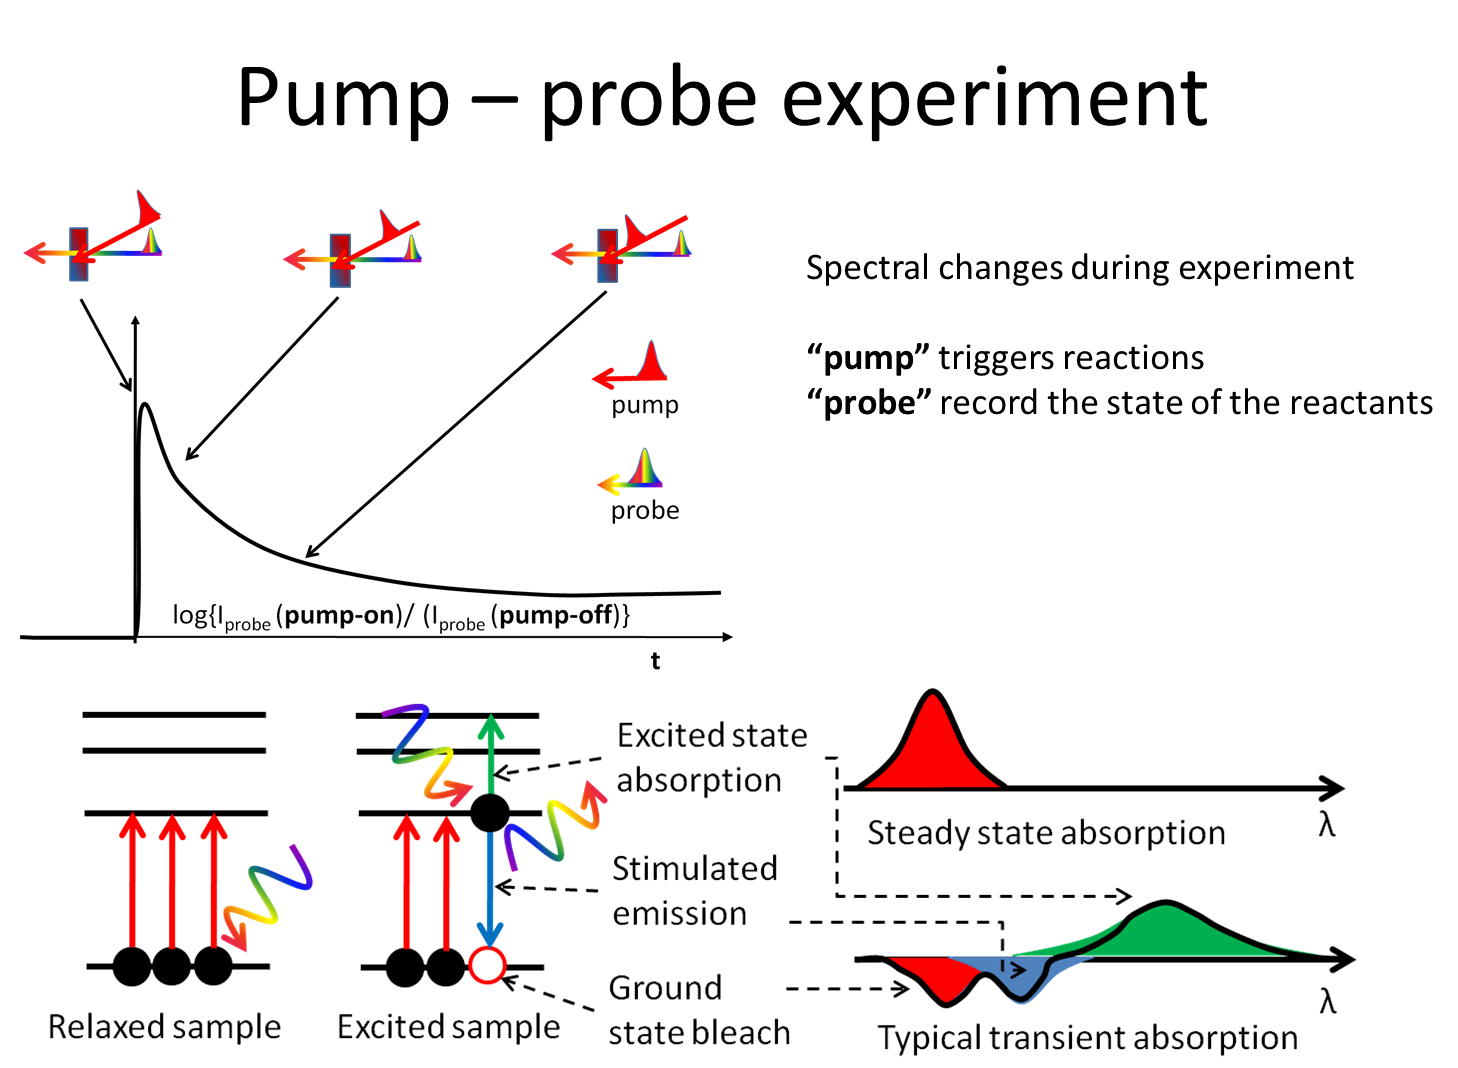 Pump – probe experiment
Spectral changes during experiment
“pump” triggers reactions
“probe” record the state of the reactants
pump
probe
log{Iprobe (pump-on)/ (Iprobe (pump-off)}
t
Excited state
absorption
Stimulated
emission
Ground
state bleach
Relaxed sample
Excited sample
Steady state absorption
λ
λ
Typical transient absorption